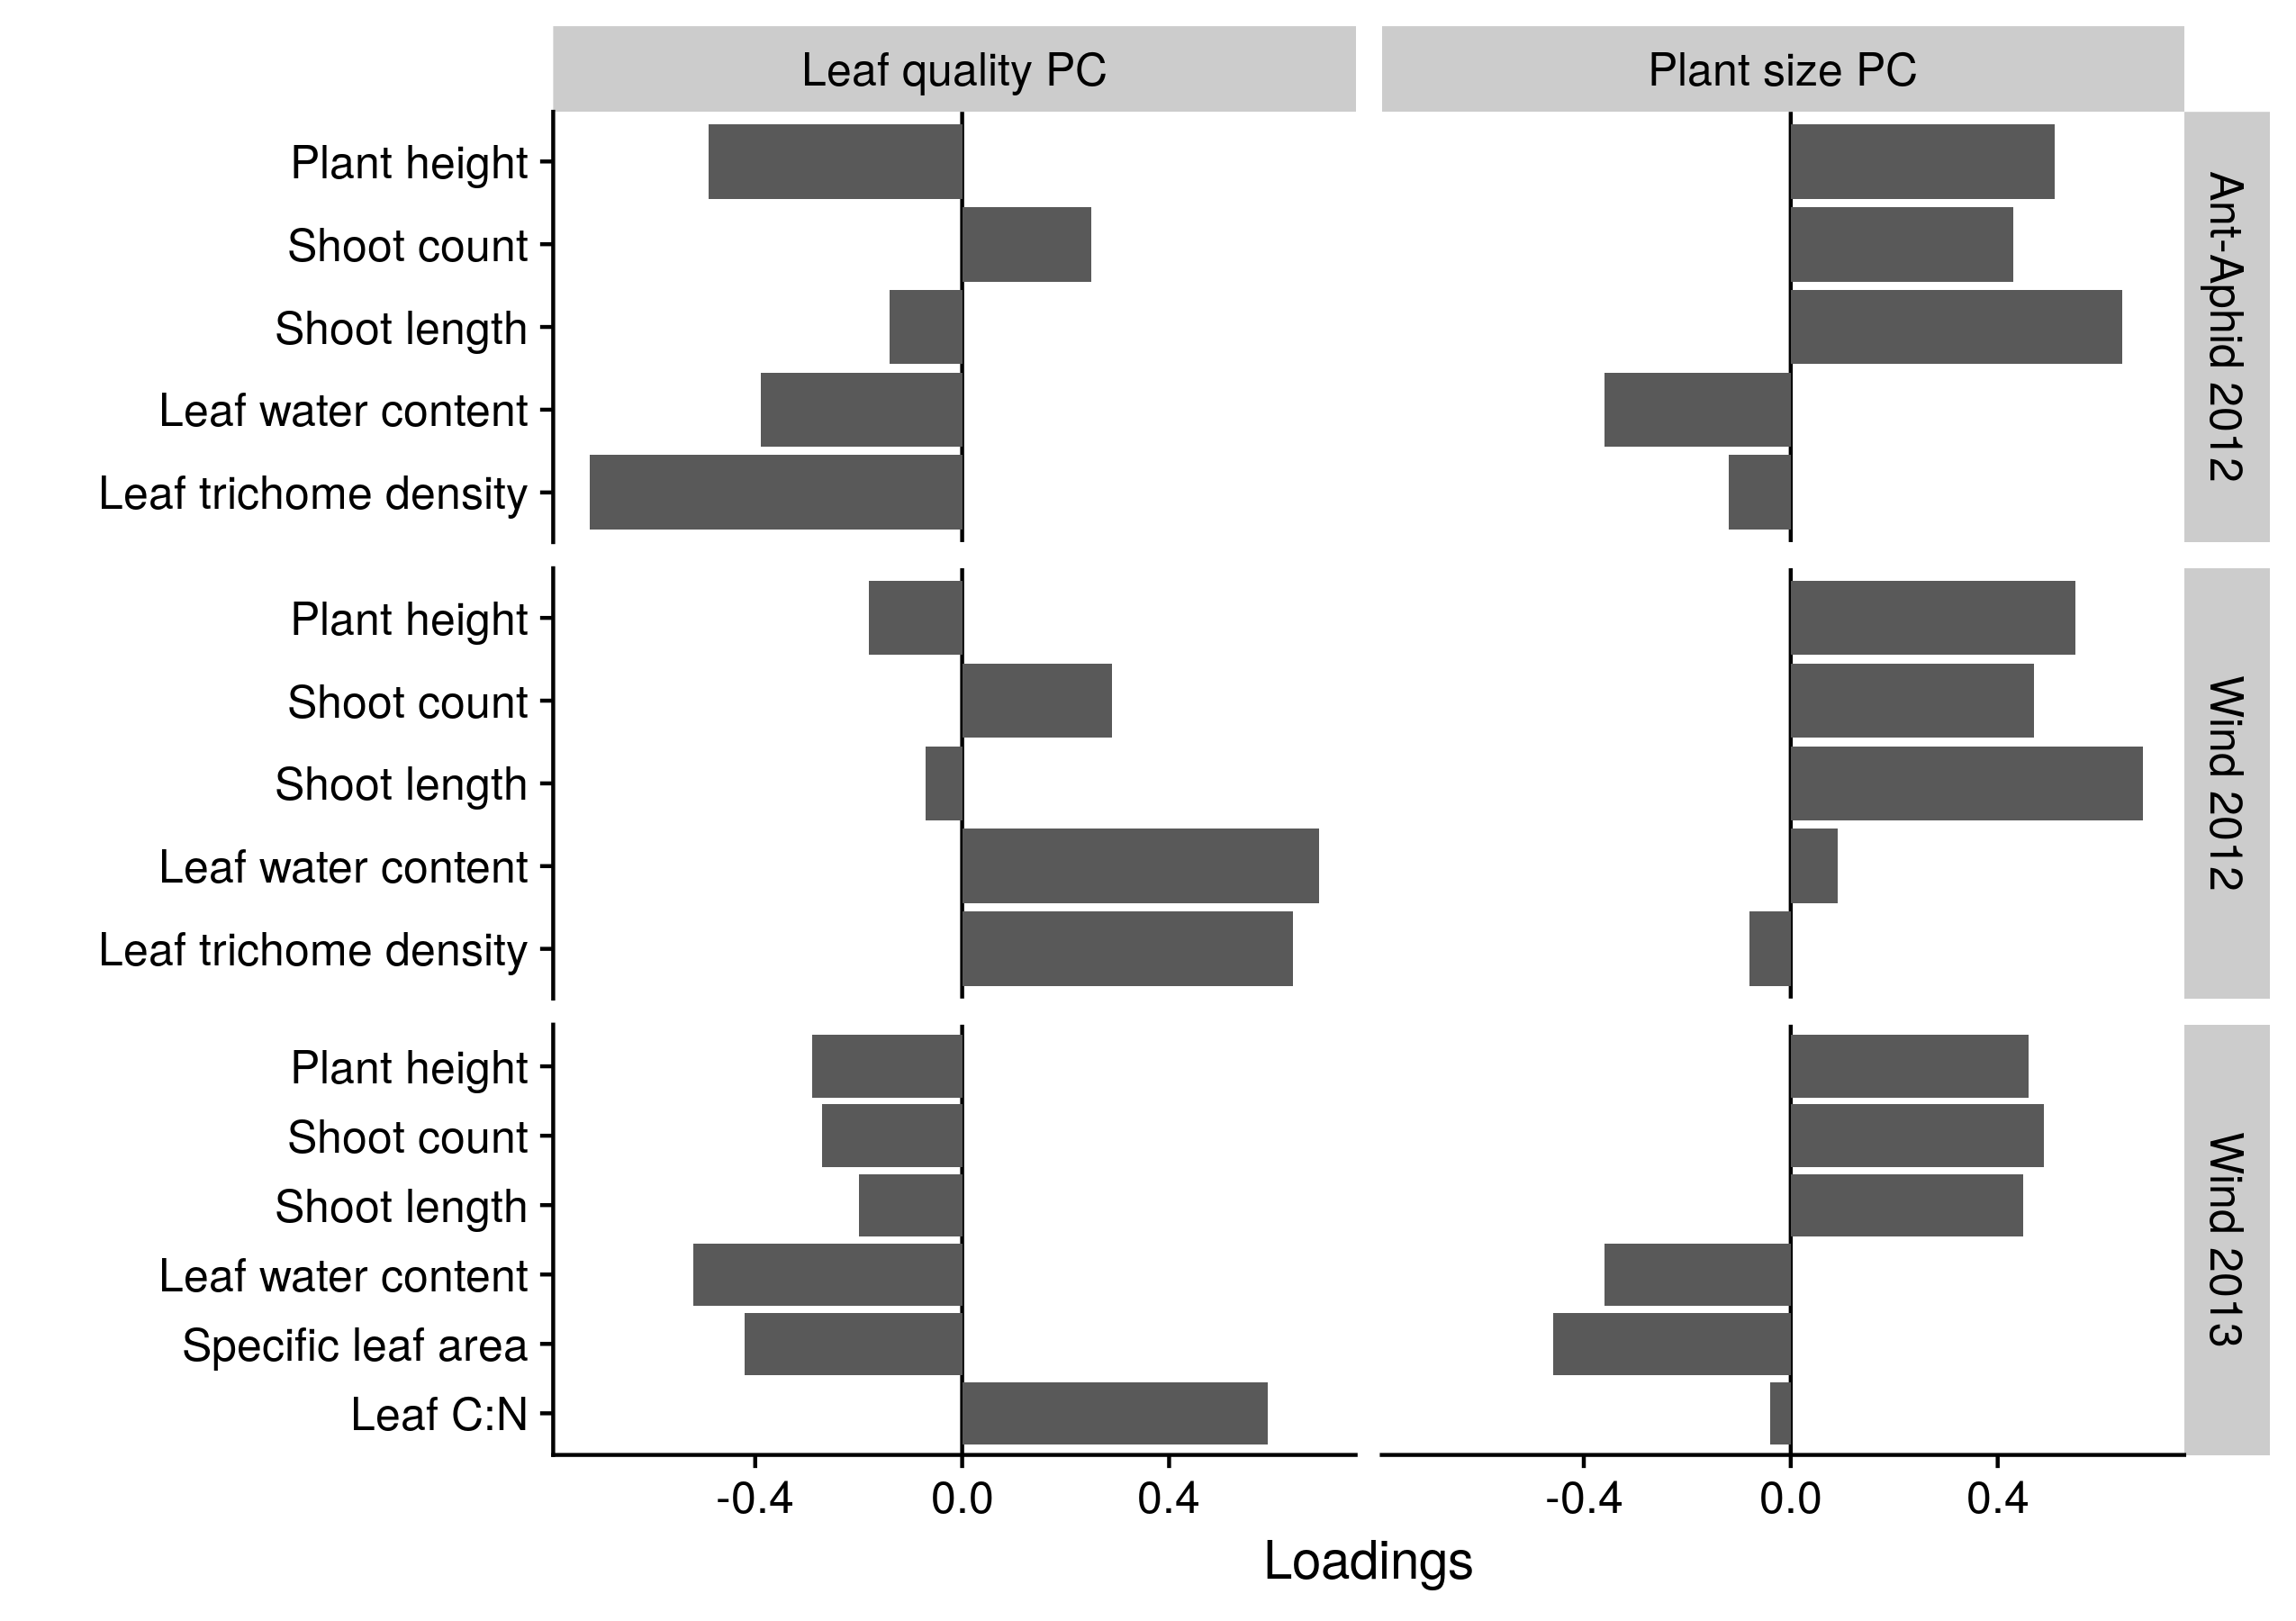 Leaf quality PC
Plant size PC
Plant height
Shoot count
Shoot length
Leaf water content
Leaf trichome density
Ant-Aphid 2012
Plant height
Shoot count
Shoot length
Leaf water content
Leaf trichome density
Wind 2012
Plant height
Shoot count
Shoot length
Leaf water content
Specific leaf area
Leaf C:N
Wind 2013
-0.4 0.0 0.4
-0.4 0.0 0.4
Loadings